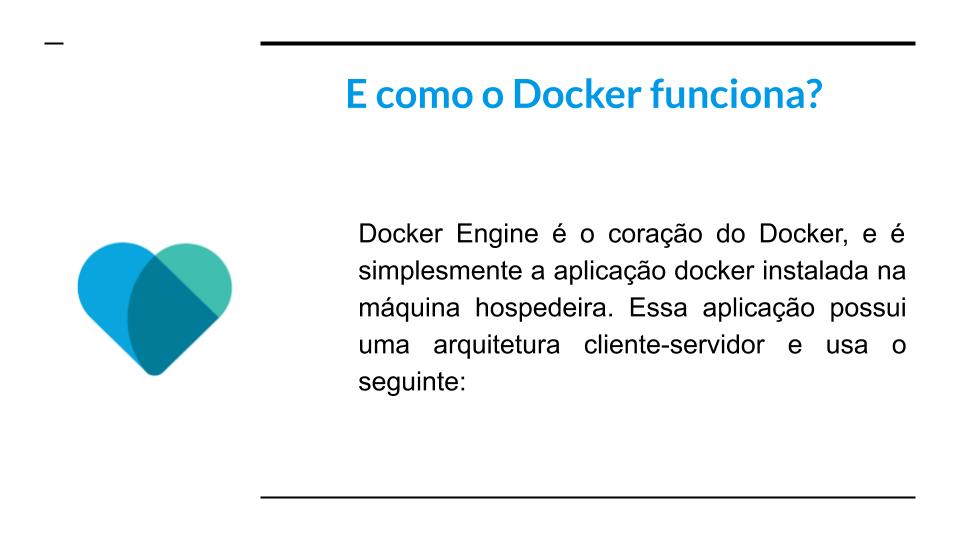 E como o Docker funciona?
Docker Engine é o coração do Docker, e é
simplesmente a aplicação docker instalada na
máquina hospedeira. Essa aplicação possui
uma arquitetura cliente-servidor e usa o
seguinte: